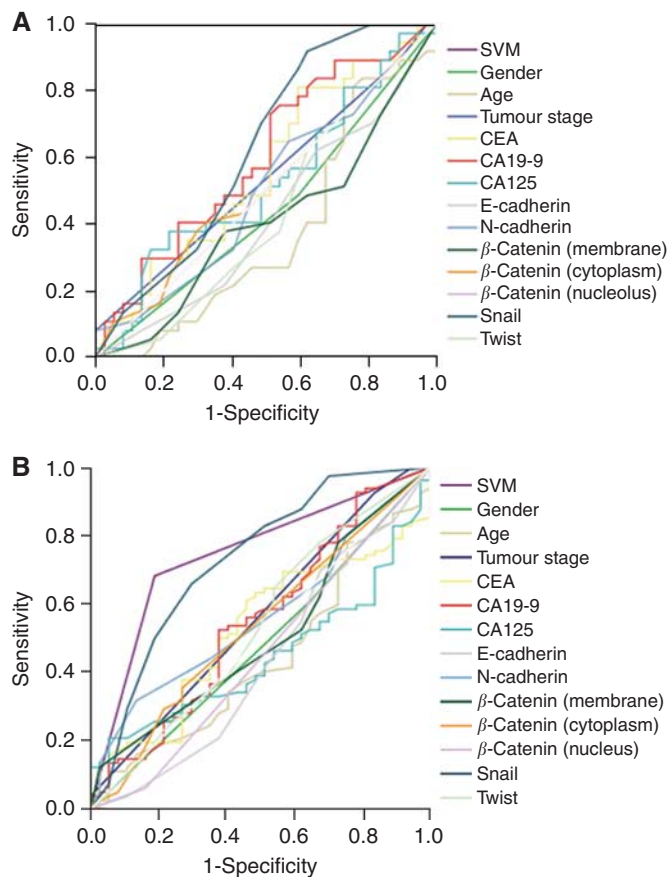 A
1.0
0.8
0.6
0.4
0.2
0.0
Sensitivity
0.0 0.2 0.4 0.6 0.8 1.0
1-Specificity
SVM
Gender
Age
Tumour stage
CEA
CA19-9
CA125
E-cadherin
N-cadherin
β-Catenin (membrane)
β-Catenin (cytoplasm)
β-Catenin (nucleolus)
Snail
Twist
B
1.0
0.8
0.6
0.4
0.2
0.0
Sensitivity
0.0 0.2 0.4 0.6 0.8 1.0
1-Specificity
SVM
Gender
Age
Tumour stage
CEA
CA19-9
CA125
E-cadherin
N-cadherin
β-Catenin (membrane)
β-Catenin (cytoplasm)
β-Catenin (nucleus)
Snail
Twist